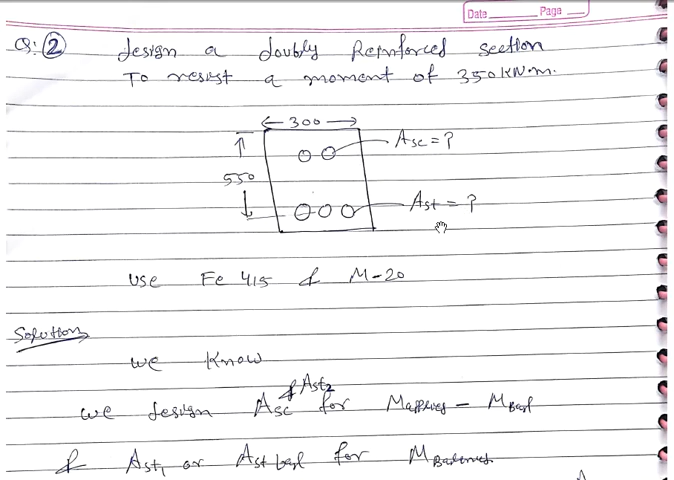 Date Page
Q: 2 design a doubly Reinforced section
To resist a moment of 350 KN.m.
300
Asc = ?
550
Ast = ?
use Fe 415 & M-20
Solution
we know
& Ast2
we design Asc for Mapplied - MBal
& Ast1 or Ast bal for MBalanced